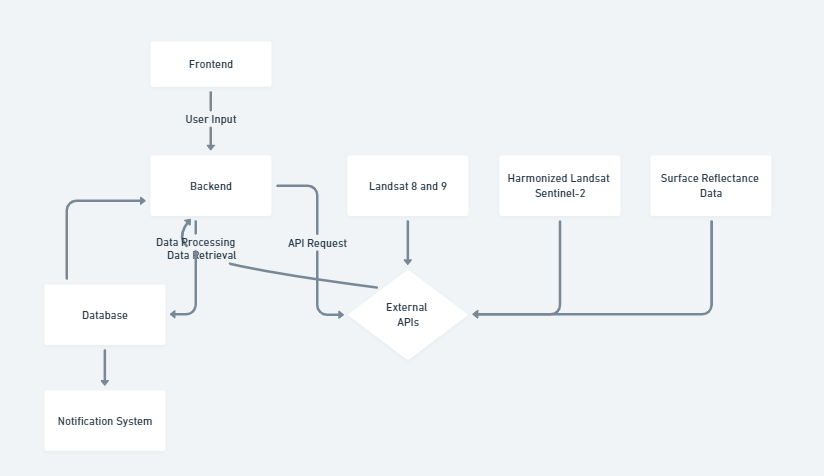 Frontend
User Input
Backend
Landsat 8 and 9
Harmonized Landsat
Sentinel-2
Surface Reflectance
Data
Data Processing
Data Retrieval
API Request
External
APIs
Database
Notification System